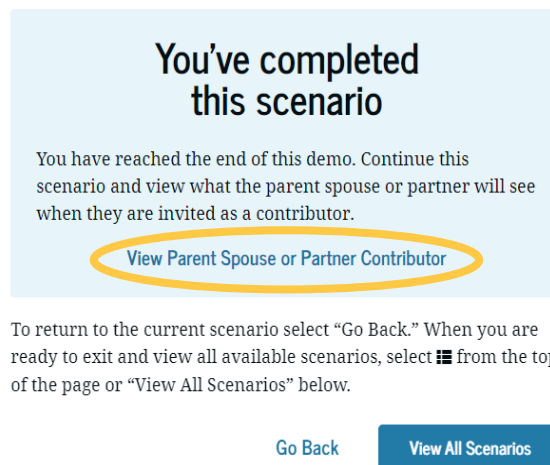 You've completed
this scenario
You have reached the end of this demo. Continue this
scenario and view what the parent spouse or partner will see
when they are invited as a contributor.
View Parent Spouse or Partner Contributor
To return to the current scenario select “Go Back.” When you are
ready to exit and view all available scenarios, select from the top
of the page or “View All Scenarios” below.
Go Back
View All Scenarios